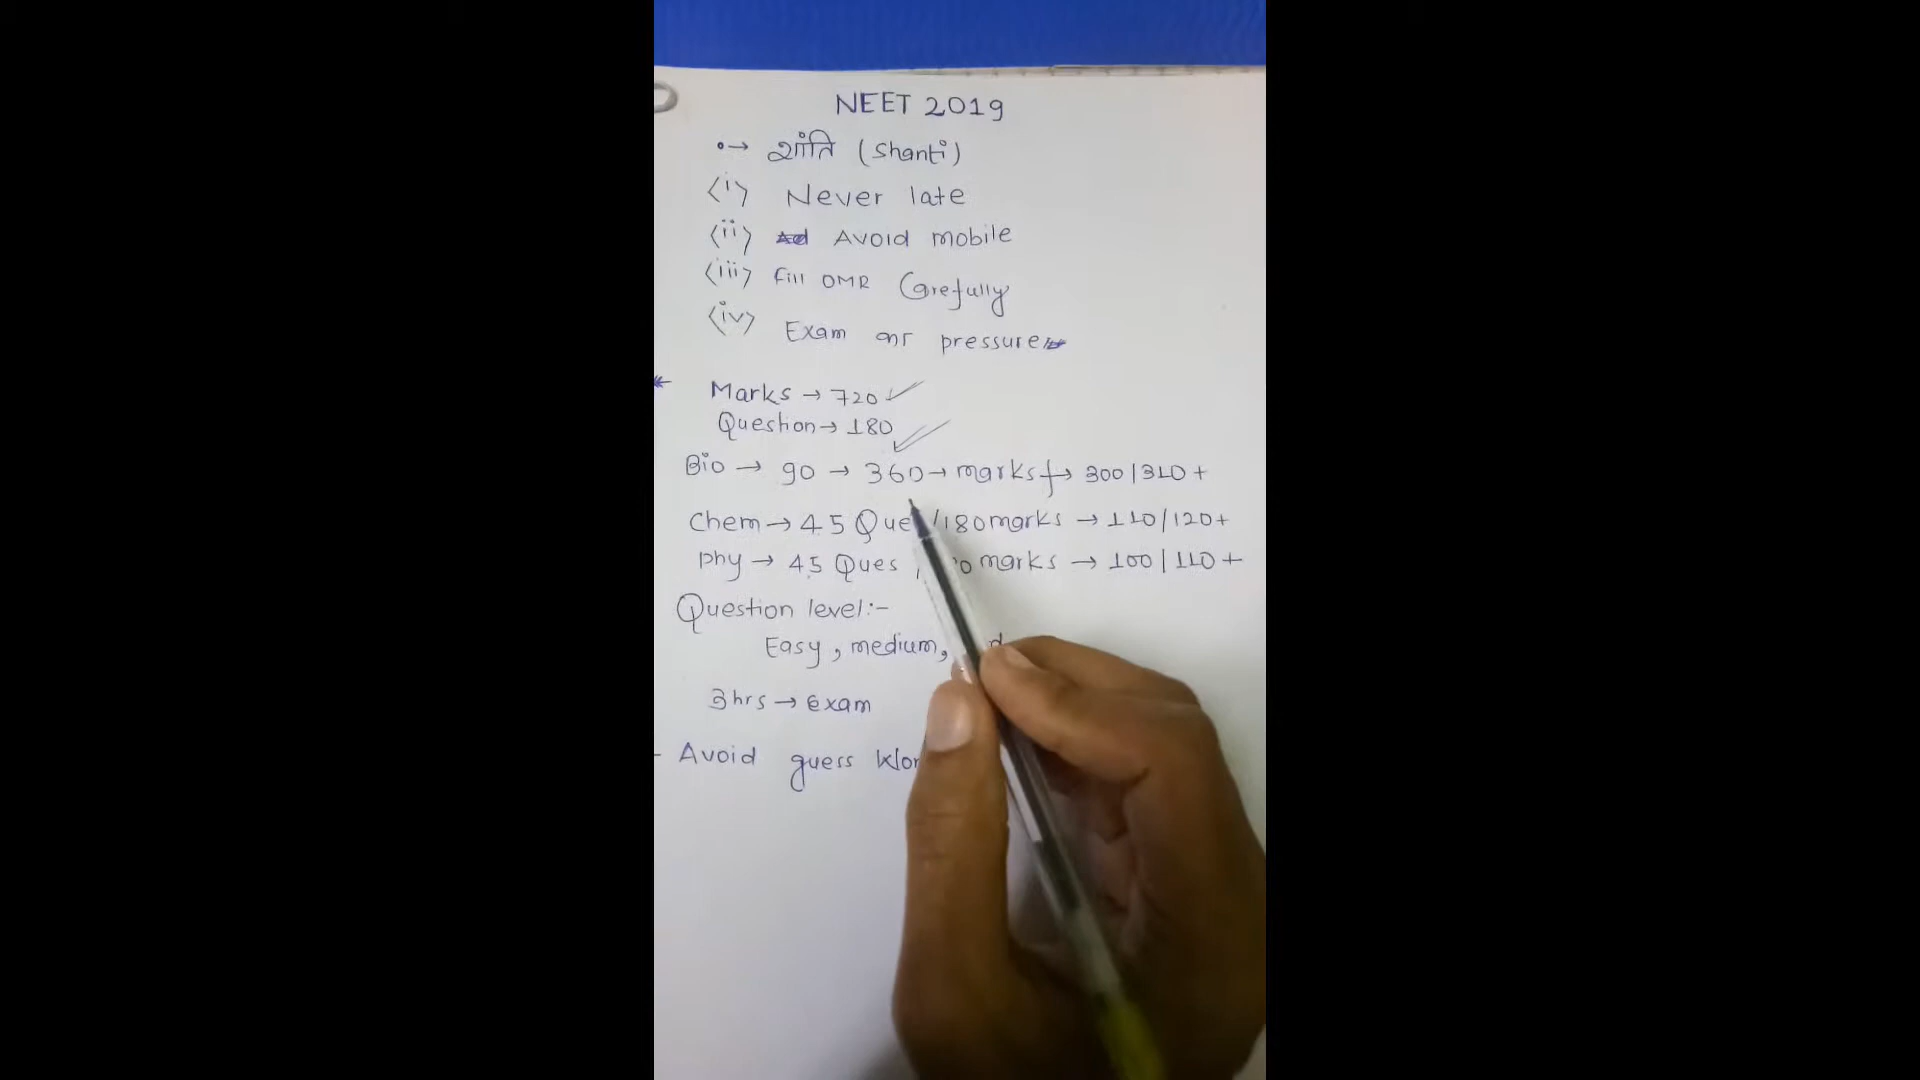 NEET 2019
•→ शांति (Shanti)
(i) Never late
(ii) Avoid mobile
(iii) Fill OMR Carefully
(iv) Exam pressure
Marks → 720 ✓
Question → 180
Bio → 90 → 360 → marks → 300/310+
Chem → 45 Ques /180 marks → 110/120+
Phy → 45 Ques marks → 100/110+
Question level:-
Easy, medium,
3hrs → exam
- Avoid guess